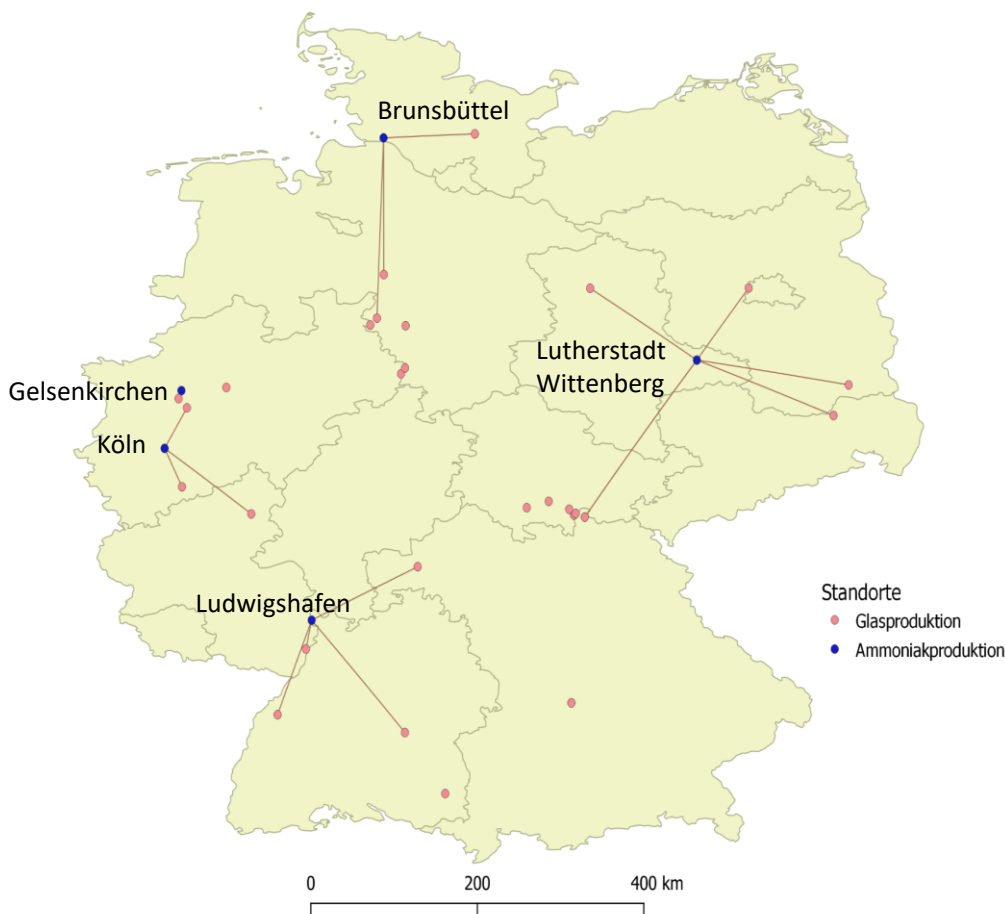 Brunsbüttel
Lutherstadt
Wittenberg
Gelsenkirchen
Köln
Ludwigshafen
Standorte
Glasproduktion
Ammoniakproduktion
0 200 400 km